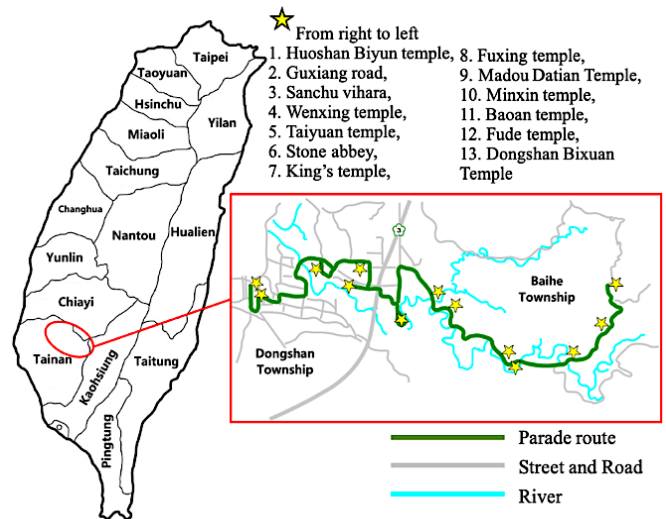 From right to left
1. Huoshan Biyun temple,
2. Guxiang road,
3. Sanchu vihara,
4. Wenxing temple,
5. Taiyuan temple,
6. Stone abbey,
7. King's temple,
8. Fuxing temple,
9. Madou Datian Temple,
10. Minxin temple,
11. Baoan temple,
12. Fude temple,
13. Dongshan Bixuan
Temple
Taipei
Taoyuan
Hsinchu
Yilan
Miaoli
Taichung
Changhua
Nantou
Hualien
Yunlin
Chiayi
Tainan
Kaohsiung
Taitung
Pingtung
3
Baihe
Township
Dongshan
Township
Parade route
Street and Road
River